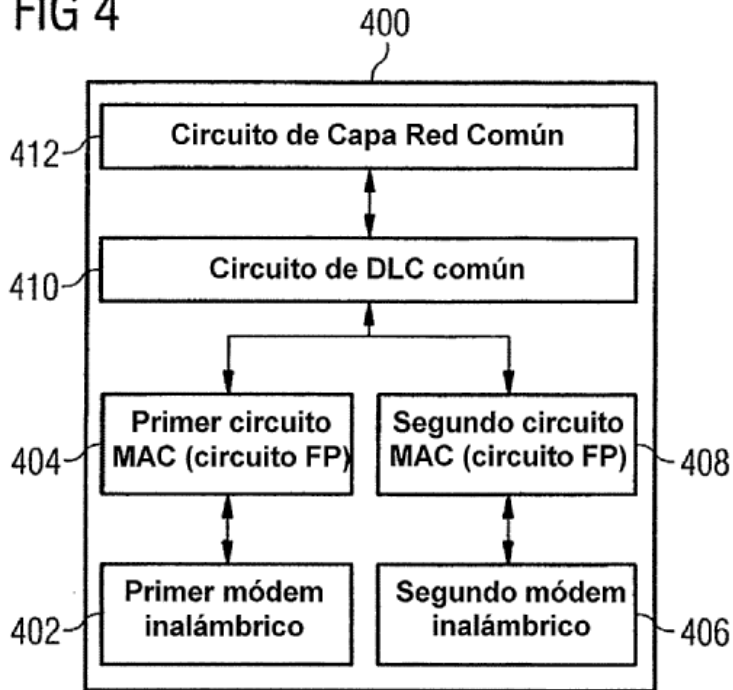 FIG 4
400
412
Circuito de Capa Red Común
410
Circuito de DLC común
404
Primer circuito
MAC (circuito FP)
Segundo circuito
MAC (circuito FP)
408
402
Primer módem
inalámbrico
Segundo módem
inalámbrico
406